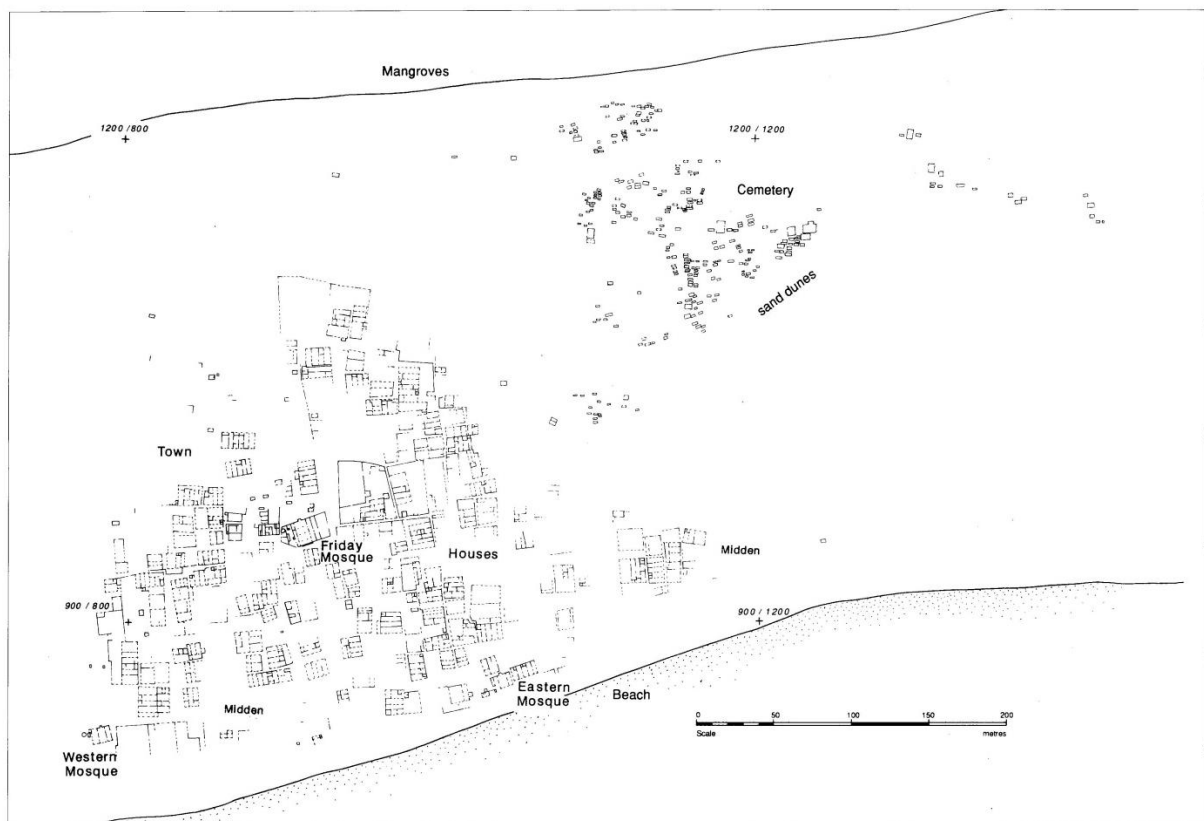 Mangroves
1200 / 800
1200 / 1200
Cemetery
sand dunes
Town
Friday
Mosque
Houses
Midden
900 / 800
900 / 1200
Eastern
Mosque
Beach
Midden
0 50 100 150 200
Scale metres
Western
Mosque